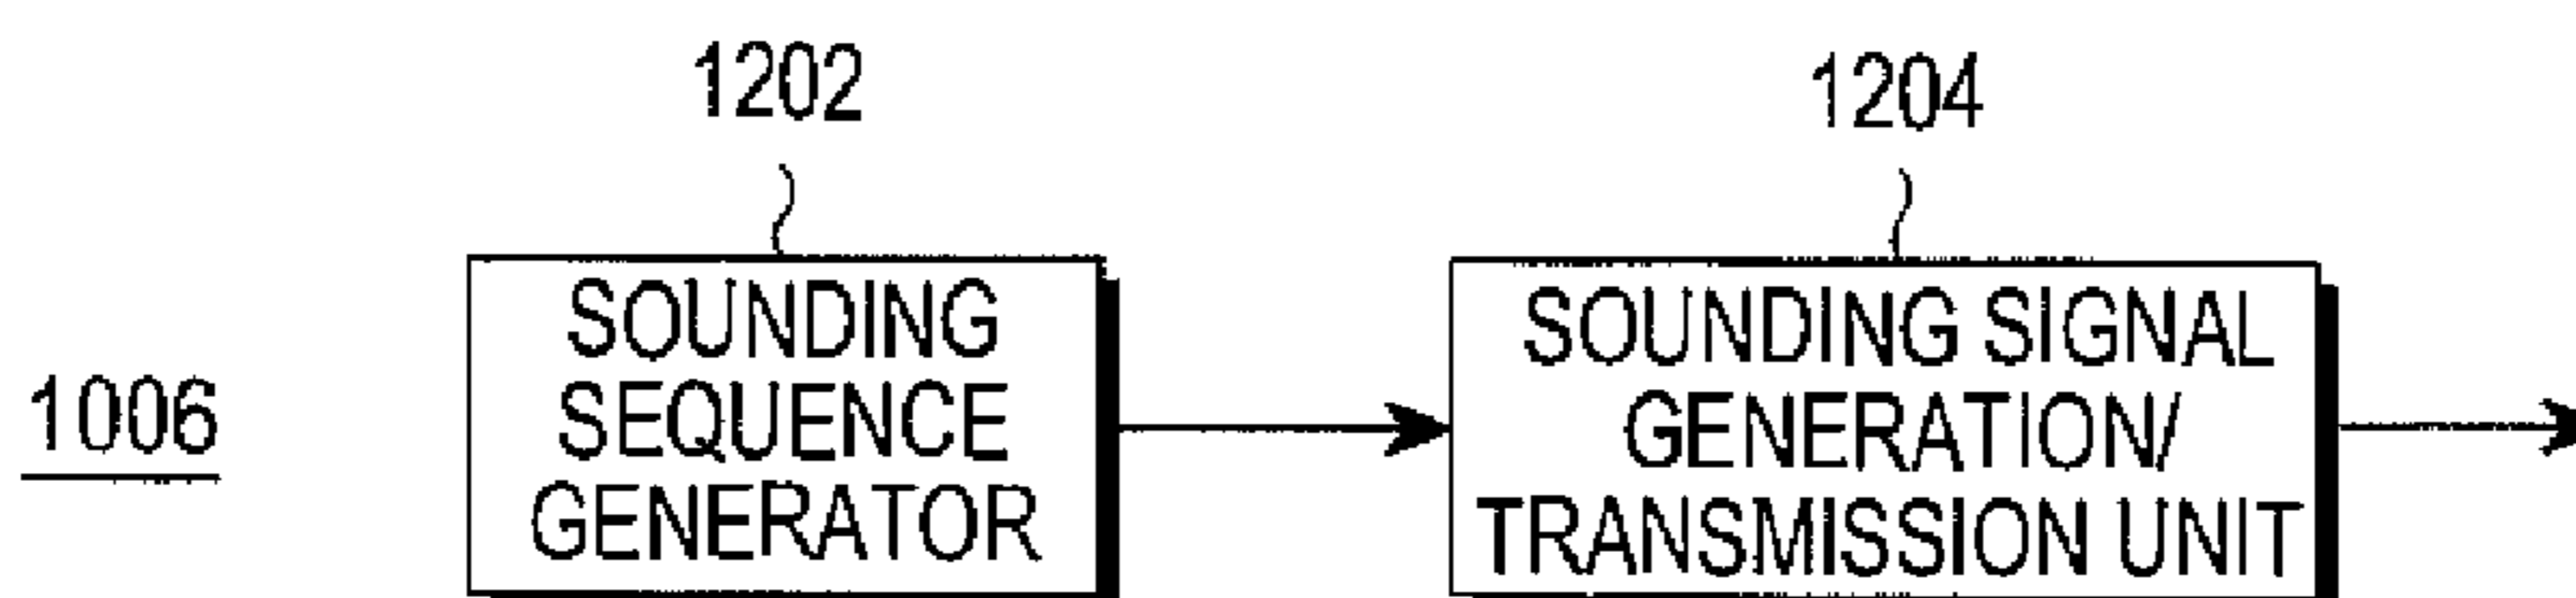 1202
1204
1006
SOUNDING
SEQUENCE
GENERATOR
SOUNDING SIGNAL
GENERATION/
TRANSMISSION UNIT